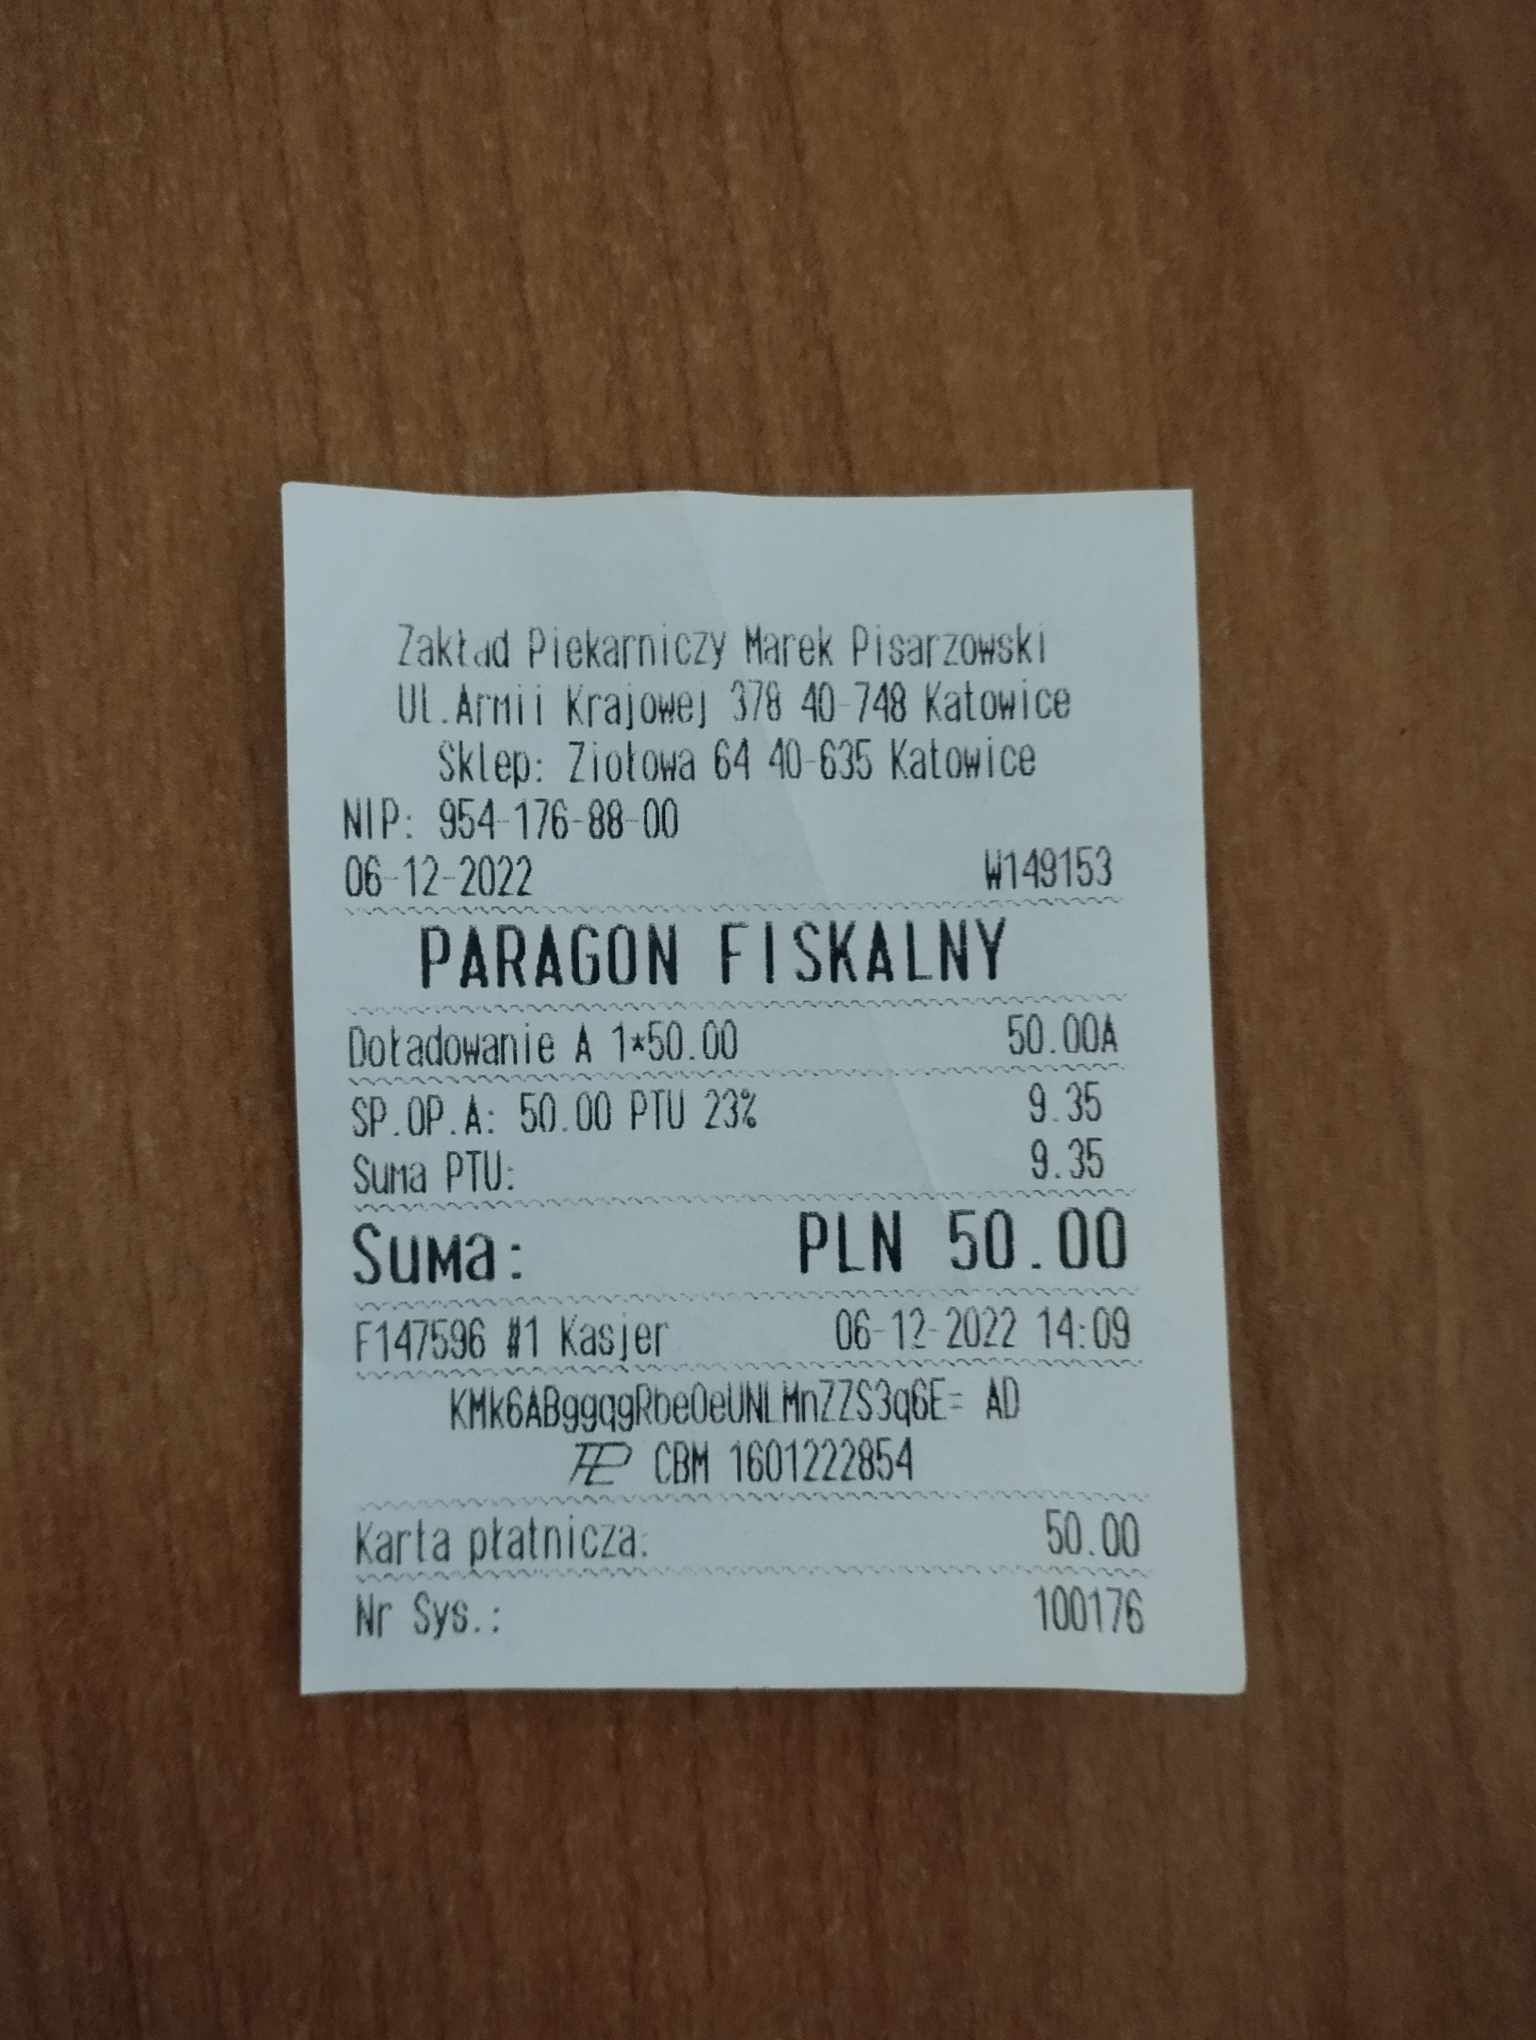 Zakład Piekarniczy Marek Pisarzowski
Ul.Armii Krajowej 378 40-748 Katowice
Sklep: Ziołowa 64 40-635 Katowice
NIP: 954-176-88-00
06-12-2022 W149153
PARAGON FISKALNY
Doładowanie A 1*50.00 50.00A
SP.OP.A: 50.00 PTU 23% 9.35
Suma PTU: 9.35
Suma: PLN 50.00
F147596 #1 Kasjer 06-12-2022 14:09
KMk6ABggqgRbeOeUNLMnZZS3q6E= AD
CBM 1601222854
Karta płatnicza: 50.00
Nr Sys.: 100176